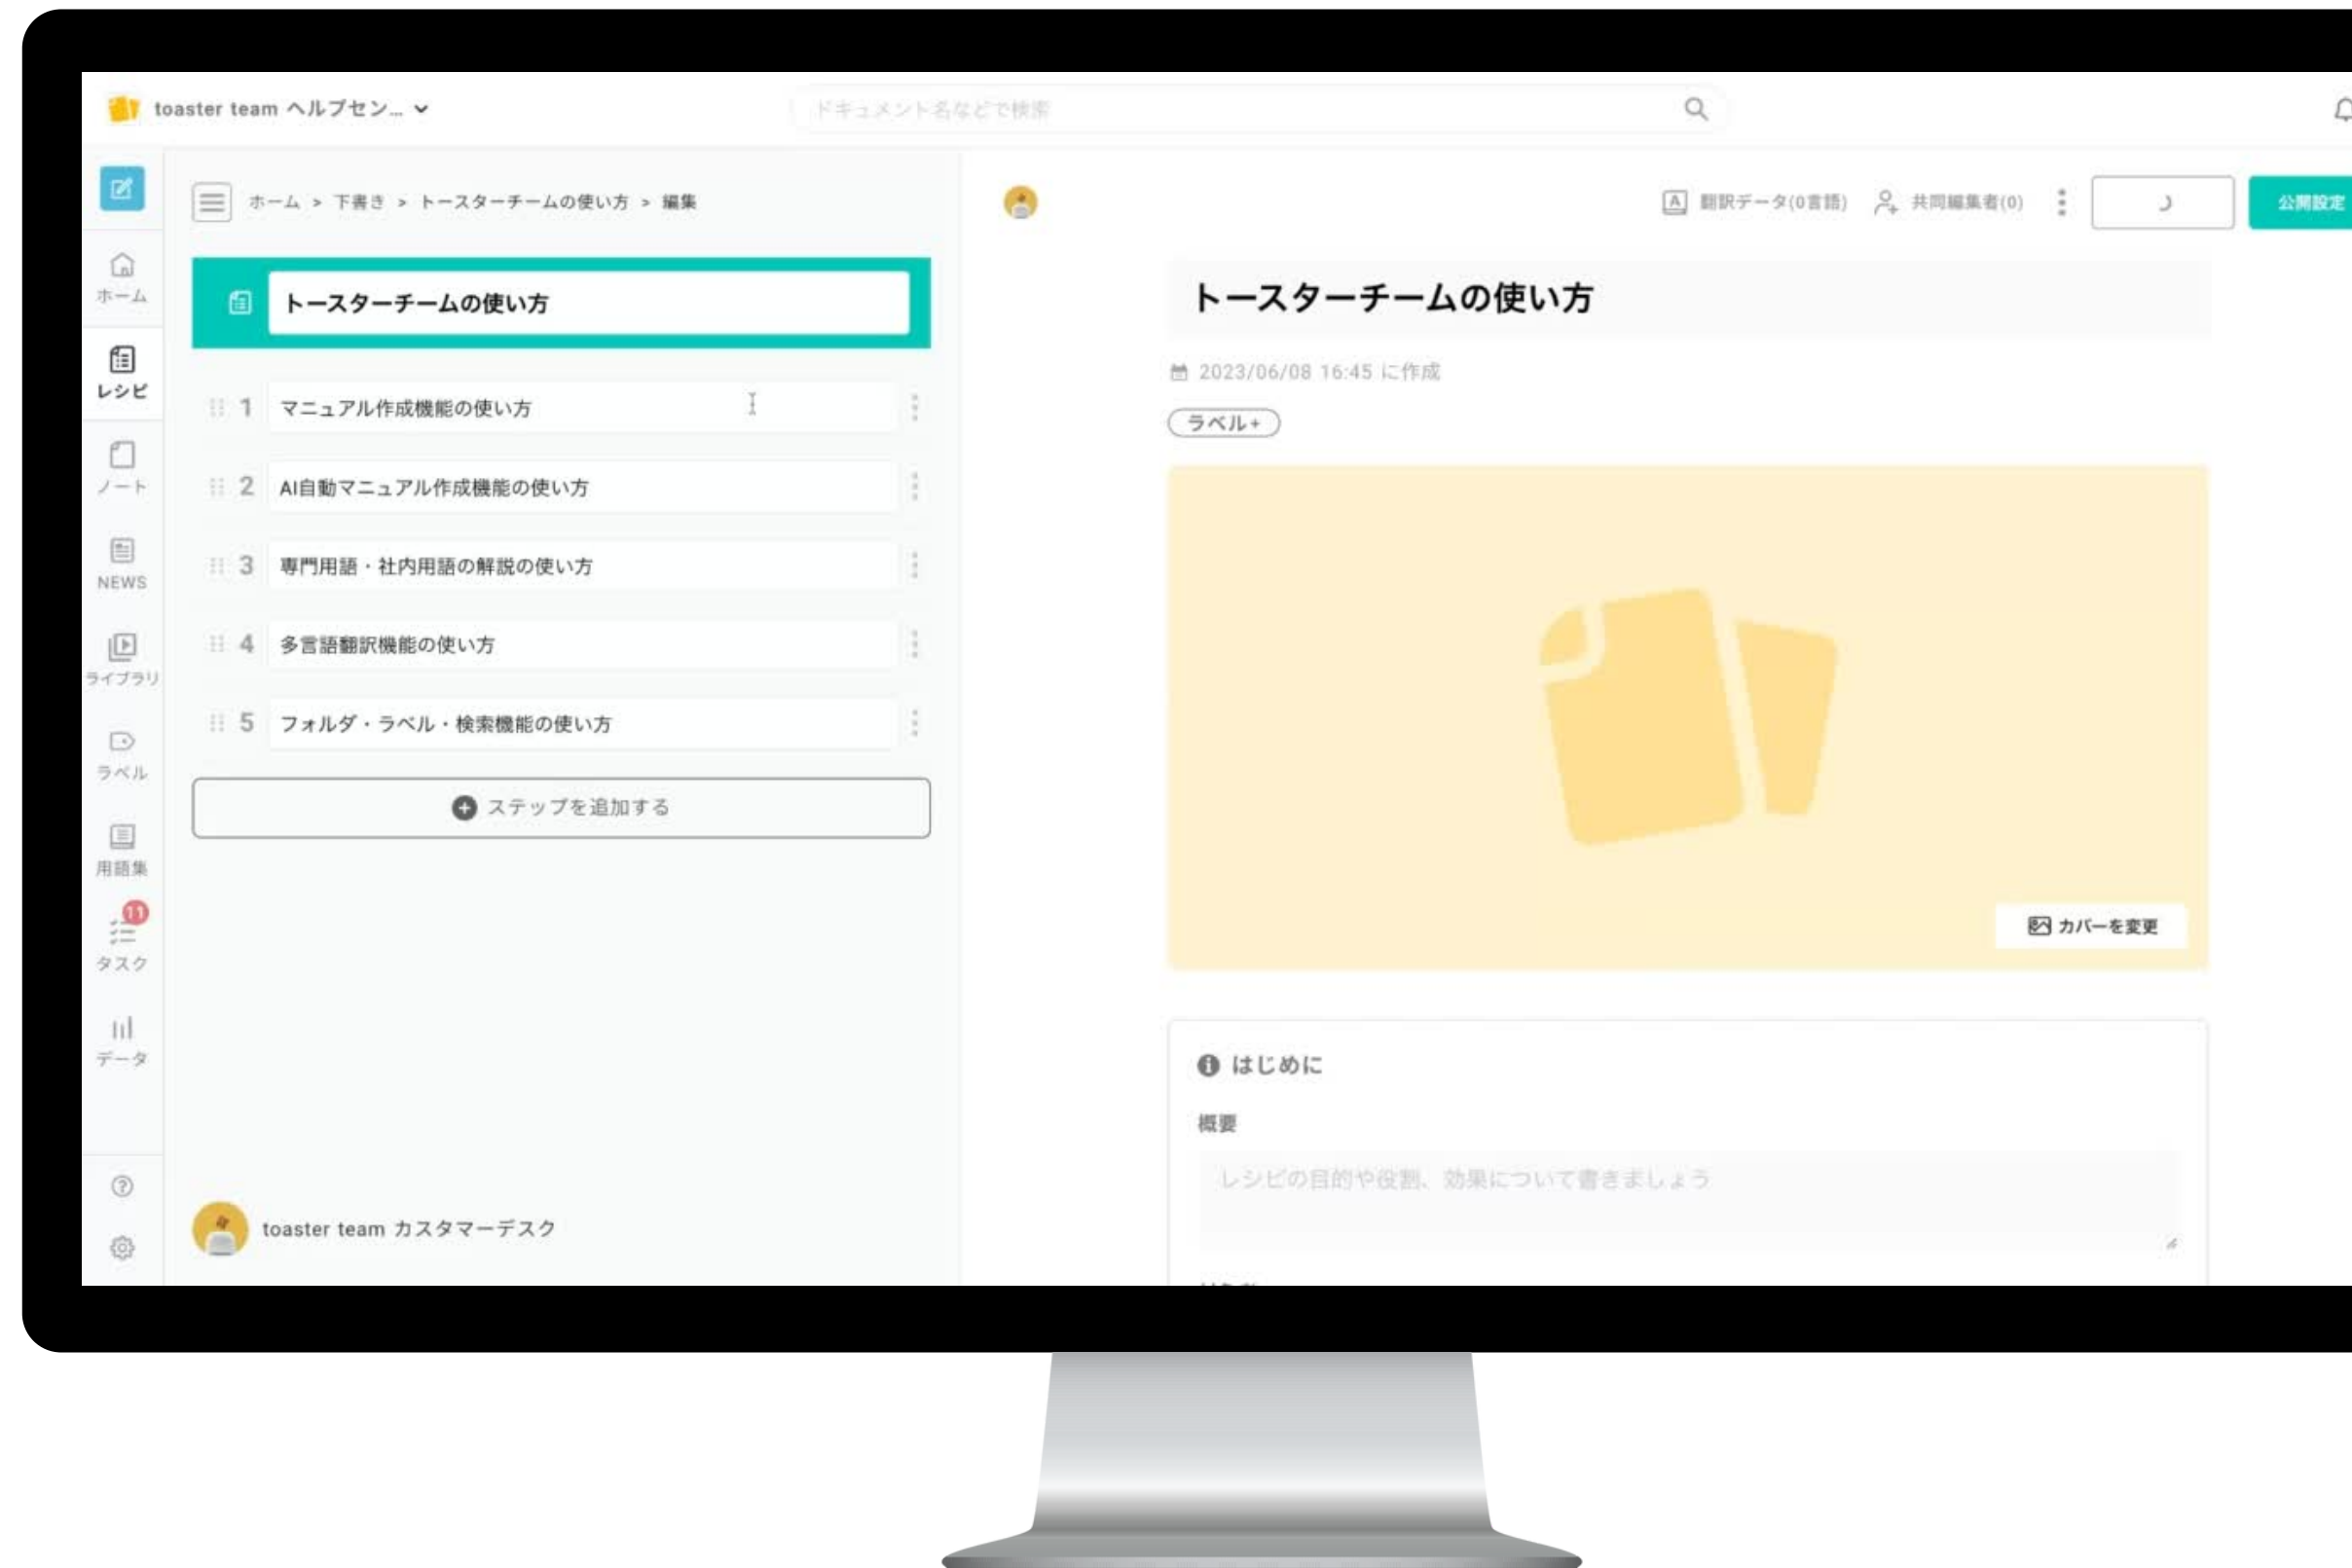 toaster team ヘルプセン... 
ドキュメント名などで検索
ホーム > 下書き > トースターチームの使い方 > 編集
翻訳データ(0言語)
共同編集者(0)
公開設定
ホーム
レシピ
ノート
NEWS
ライブラリ
ラベル
用語集
11
タスク
データ
トースターチームの使い方
1 マニュアル作成機能の使い方
2 AI自動マニュアル作成機能の使い方
3 専門用語・社内用語の解説の使い方
4 多言語翻訳機能の使い方
5 フォルダ・ラベル・検索機能の使い方
ステップを追加する
toaster team カスタマーデスク
トースターチームの使い方
2023/06/08 16:45 に作成
ラベル+
カバーを変更
はじめに
概要
レシピの目的や役割、効果について書きましょう